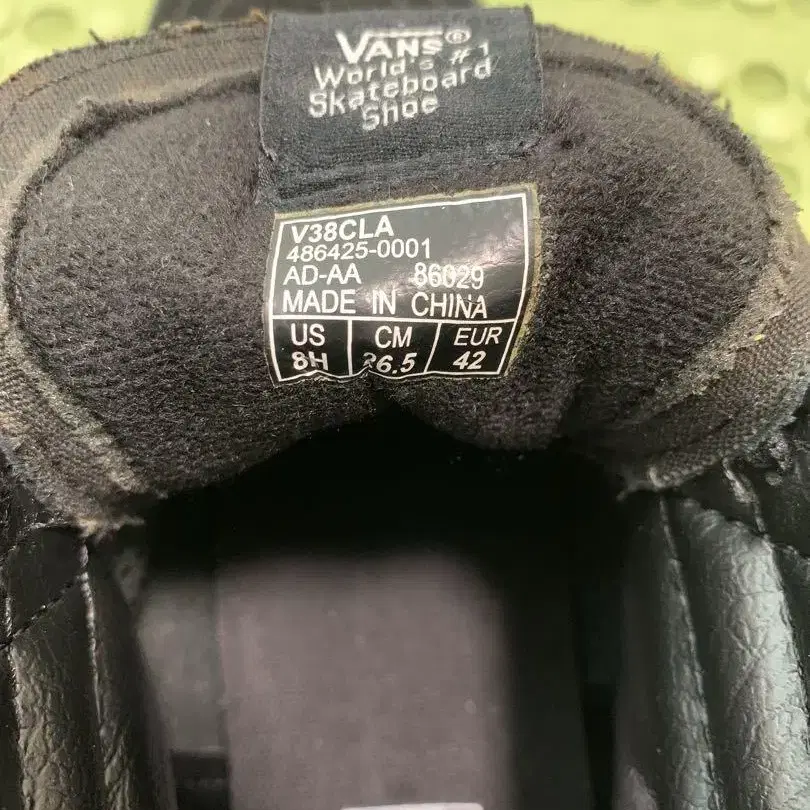 VANS®
World's #1
Skateboard
Shoe
V38CLA
486425-0001
AD-AA 86029
MADE IN CHINA
US CM EUR
8H 26.5 42